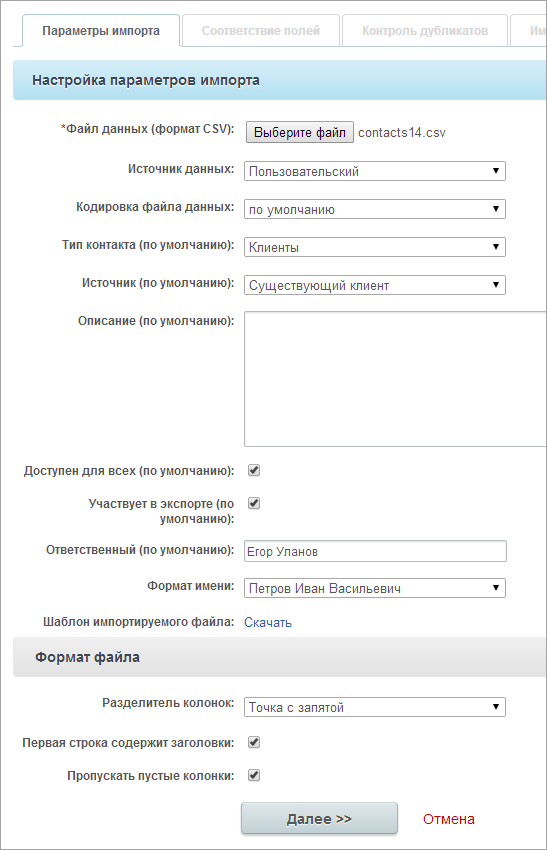 Параметры импорта Соответствие полей Контроль дубликатов Им
Настройка параметров импорта
*Файл данных (формат CSV): Выберите файл contacts14.csv
Источник данных: Пользовательский
Кодировка файла данных: по умолчанию
Тип контакта (по умолчанию): Клиенты
Источник (по умолчанию): Существующий клиент
Описание (по умолчанию):
Доступен для всех (по умолчанию):
Участвует в экспорте (по
умолчанию):
Ответственный (по умолчанию): Егор Уланов
Формат имени: Петров Иван Васильевич
Шаблон импортируемого файла: Скачать
Формат файла
Разделитель колонок: Точка с запятой
Первая строка содержит заголовки:
Пропускать пустые колонки:
Далее >> Отмена